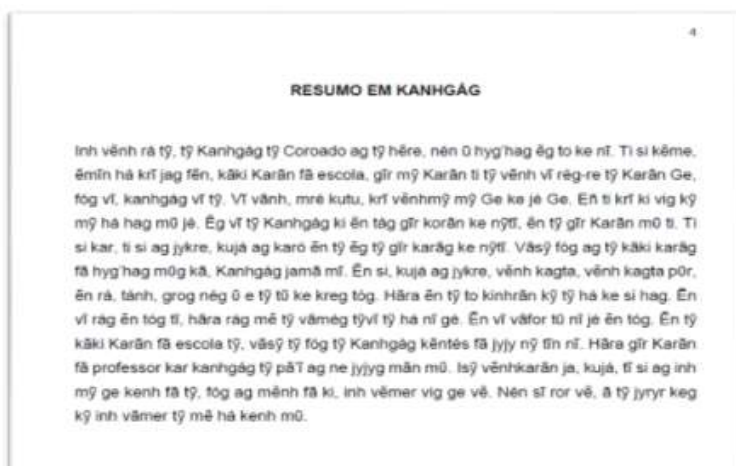 4
RESUMO EM KANHGÁG
Inh vẽnh rá tỹ, tỹ Kanhgág tỹ Coroado ag tỹ hẽre, nén ũ hyg'hag ẽg to ke nĩ. Ti si kẽme,
ẽmĩn há krĩ jag fẽn, kãki Karãn fã escola, gĩr mỹ Karãn ti tỹ vẽnh vĩ rég-re tỹ Karãn Ge,
fóg vĩ, kanhgág vĩ tỹ. Vĩ vãnh, mré kutu, krĩ vẽnhmỹ mỹ Ge ka jé Ge. Eñ ti krĩ ki vig kỹ
mỹ há hag mũ jé. Ẽg vĩ tỹ Kanhgág ki ẽn tág gĩr korãn ke nỹtĩ, ẽn tỹ gĩr Karãn mũ ti. Ti
si kar, ti si ag jykre, kujá ag karó ẽn tỹ ẽg tỹ gĩr karãg ke nỹtĩ. Vãsỹ fóg ag tỹ kãki karãg
fã hyg'hag mũg kã, Kanhgág jamã mĩ. Ẽn si, kujá ag jykre, vẽnh kagta, vẽnh kagta pũr,
ẽn rá, tánh, grog nég ũ e tỹ tũ ke kreg tóg. Hãra ẽn tỹ to kinhrãn kỹ tỹ há ke si hag. Ẽn
vĩ rág ẽn tóg tĩ, hãra rág mẽ tỹ vãmég tỹvĩ tỹ há nĩ gé. Ẽn vĩ vãfor tũ nĩ jé ẽn tóg. Ẽn tỹ
kãki Karãn fã escola tỹ, vãsỹ tỹ fóg tỹ Kanhgág kẽntés fã jyjy nỹ tĩn nĩ. Hãra gĩr Karãn
fã professor kar kanhgág tỹ pã'ĩ ag ne jyjyg mãn mũ. Isỹ vẽnhkarãn ja, kujá, tĩ si ag inh
mỹ ge kenh fã tỹ, fóg ag mẽnh fã ki, inh vẽmer vig ge vẽ. Nén sĩ ror vẽ, ã tỹ jyryr keg
kỹ inh vãmer tỹ mẽ há kenh mũ.